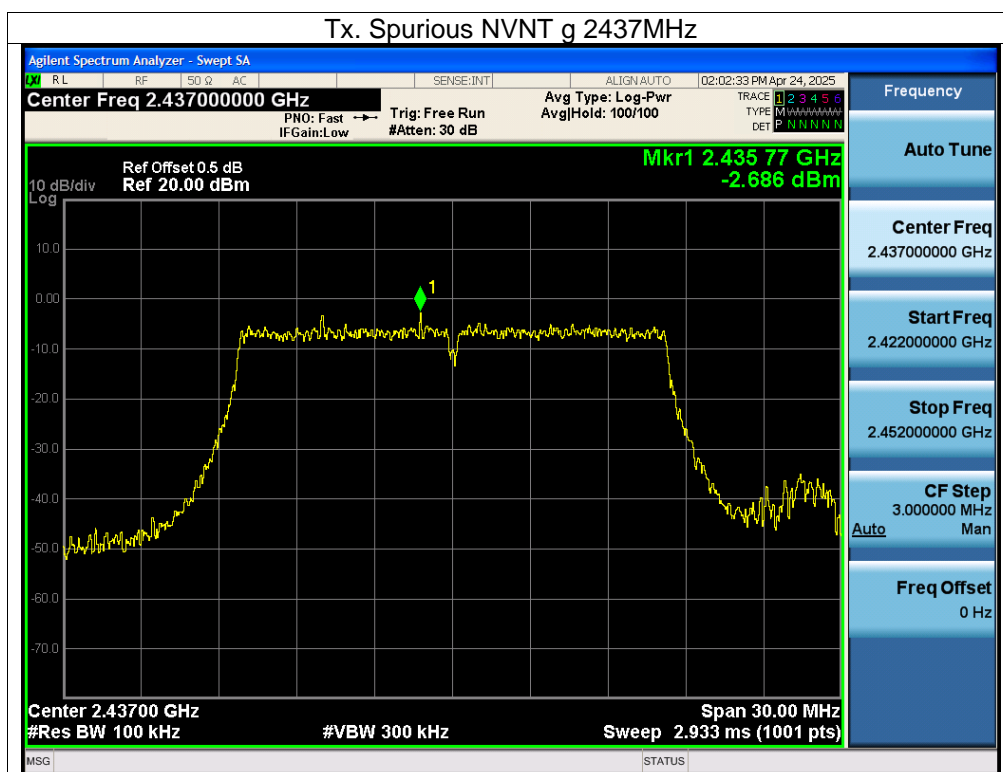 Tx. Spurious NVNT g 2437MHz
Agilent Spectrum Analyzer - Swept SA
LXI RL RF 50 Ω AC SENSE:INT ALIGN AUTO 02:02:33 PM Apr 24, 2025
Center Freq 2.437000000 GHz
PNO: Fast
IFGain:Low
Trig: Free Run
#Atten: 30 dB
Avg Type: Log-Pwr
Avg|Hold: 100/100
TRACE 1 2 3 4 5 6
TYPE M W W W W W
DET P N N N N N
Ref Offset 0.5 dB
10 dB/div Ref 20.00 dBm
Log
Mkr1 2.435 77 GHz
-2.686 dBm
10.0
0.00
-10.0
-20.0
-30.0
-40.0
-50.0
-60.0
-70.0
1
Center 2.43700 GHz Span 30.00 MHz
#Res BW 100 kHz #VBW 300 kHz Sweep 2.933 ms (1001 pts)
MSG STATUS
Frequency
Auto Tune
Center Freq
2.437000000 GHz
Start Freq
2.422000000 GHz
Stop Freq
2.452000000 GHz
CF Step
3.000000 MHz
Auto Man
Freq Offset
0 Hz